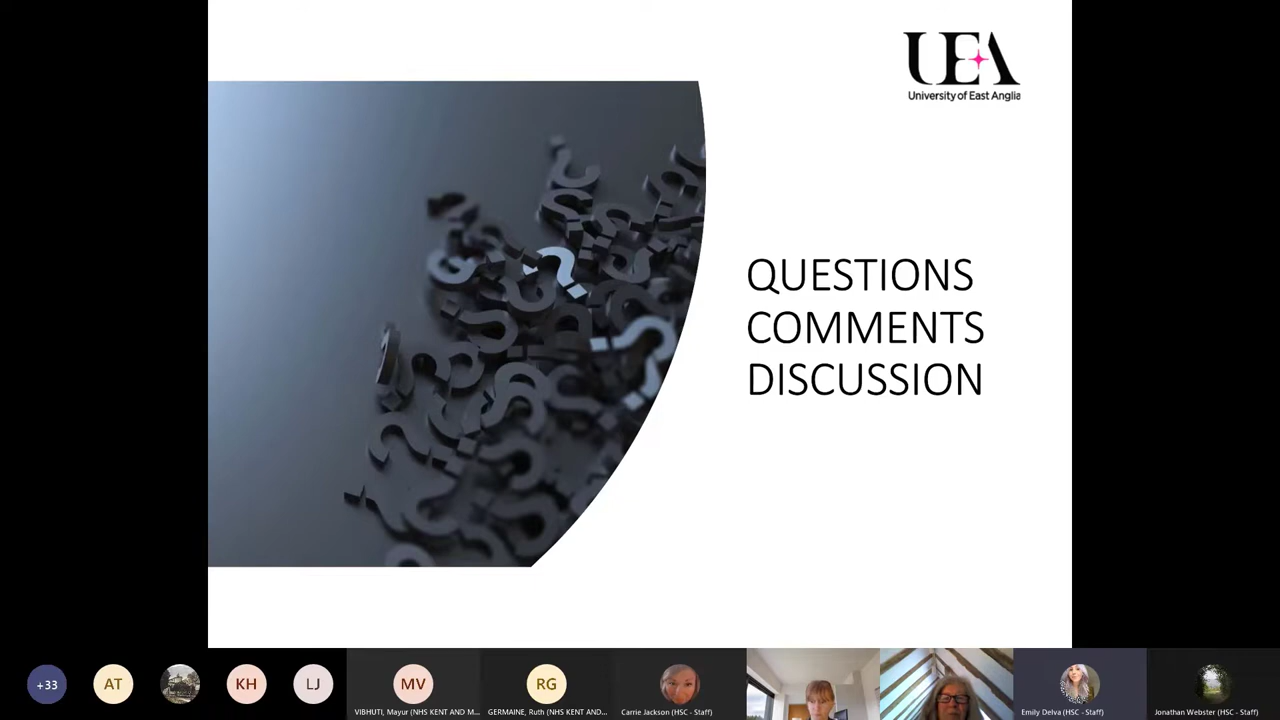 UEA
University of East Anglia
QUESTIONS
COMMENTS
DISCUSSION
+33
AT
KH
LJ
MV
VIBHUTI, Mayur (NHS KENT AND M...
RG
GERMAINE, Ruth (NHS KENT AND...
Carrie Jackson (HSC - Staff)
Emily Delva (HSC - Staff)
Jonathan Webster (HSC - Staff)